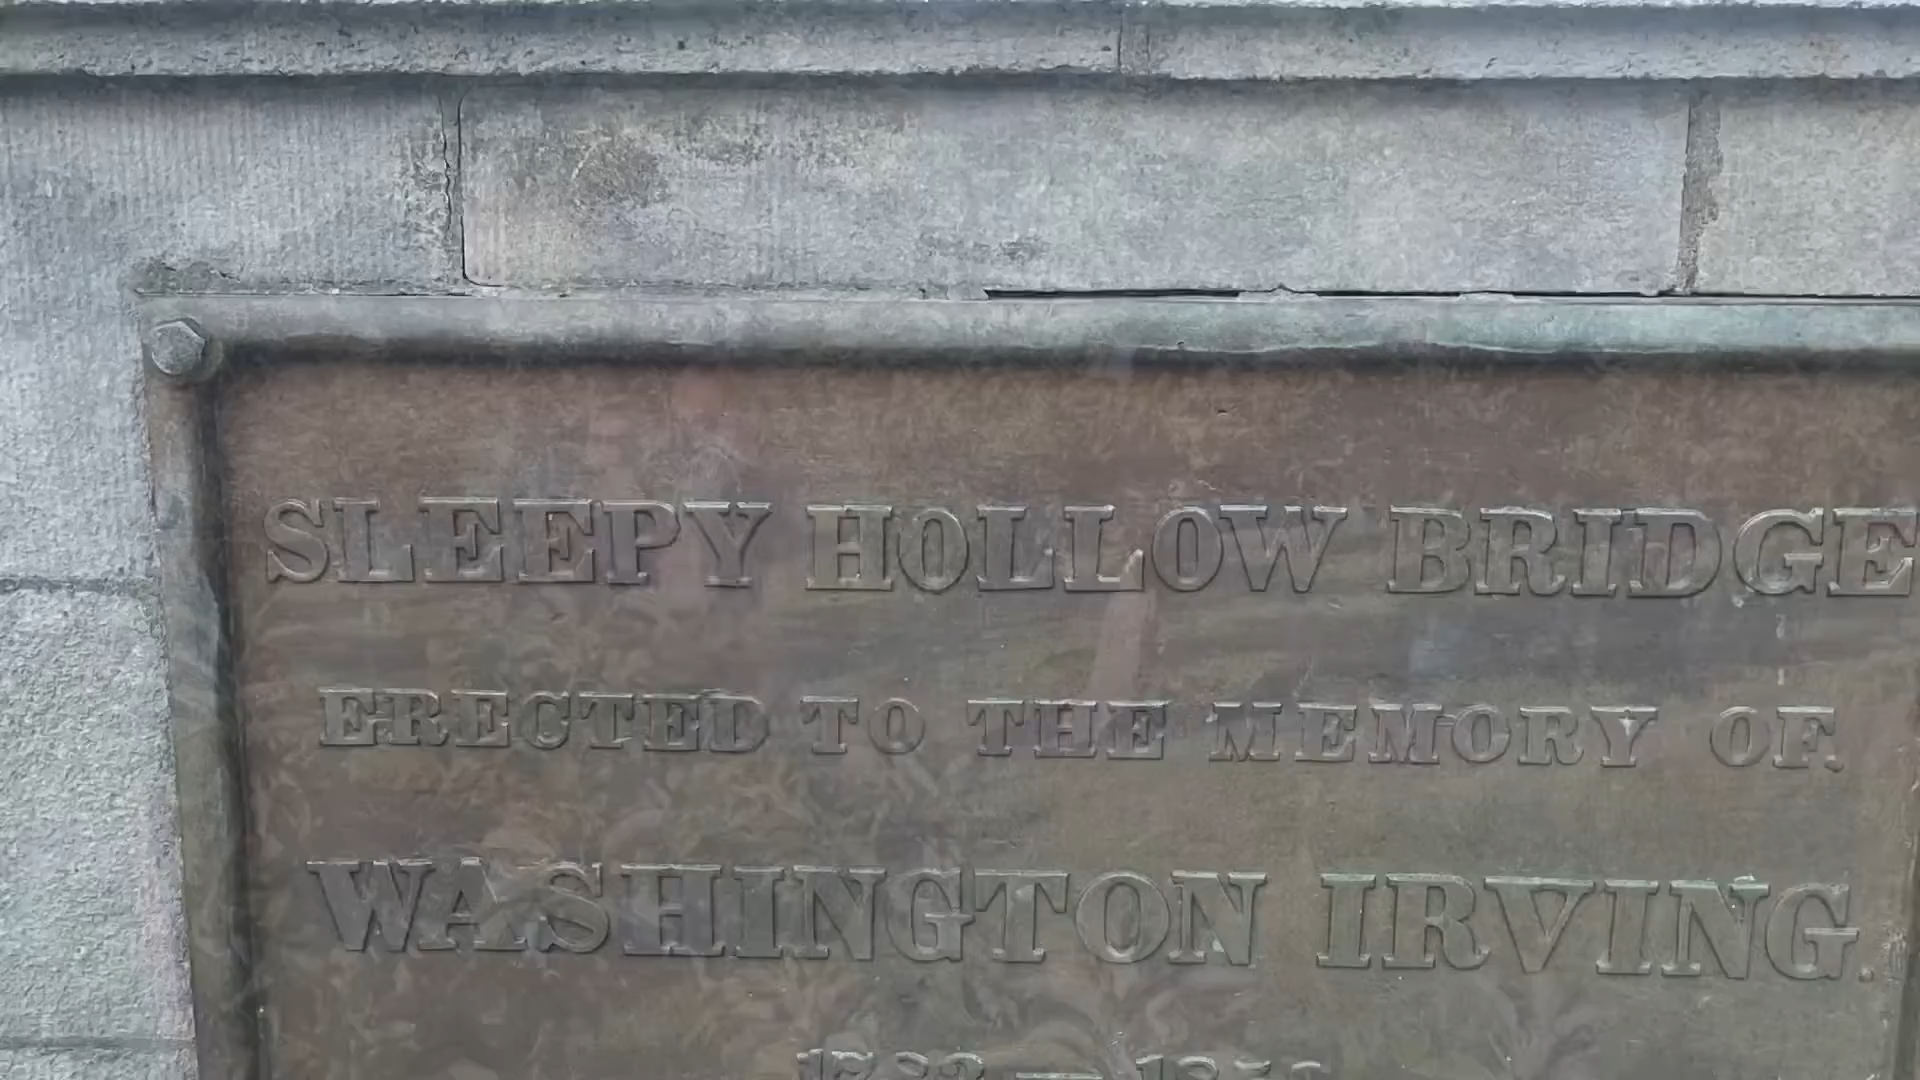 SLEEPY HOLLOW BRIDGE
ERECTED TO THE MEMORY OF.
WASHINGTON IRVING.